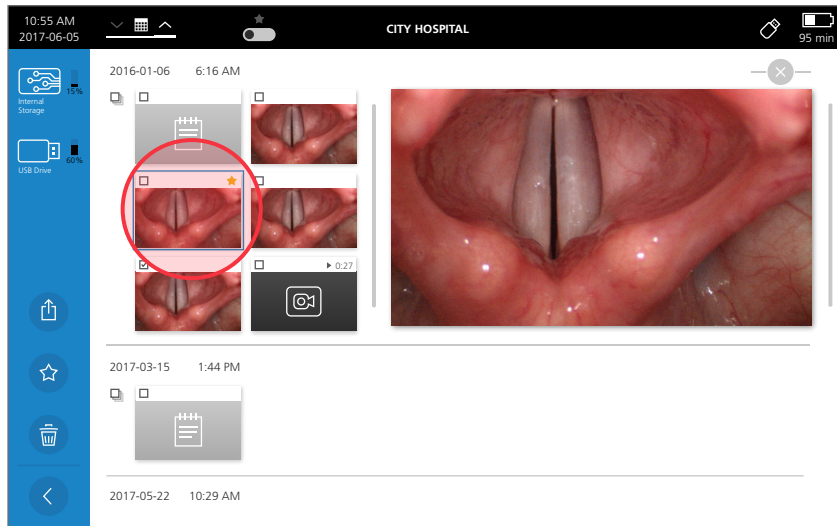 10:55 AM
2017-06-05
CITY HOSPITAL
95 min
Internal
Storage
15%
USB Drive
60%
2016-01-06 6:16 AM
0:27
2017-03-15 1:44 PM
2017-05-22 10:29 AM